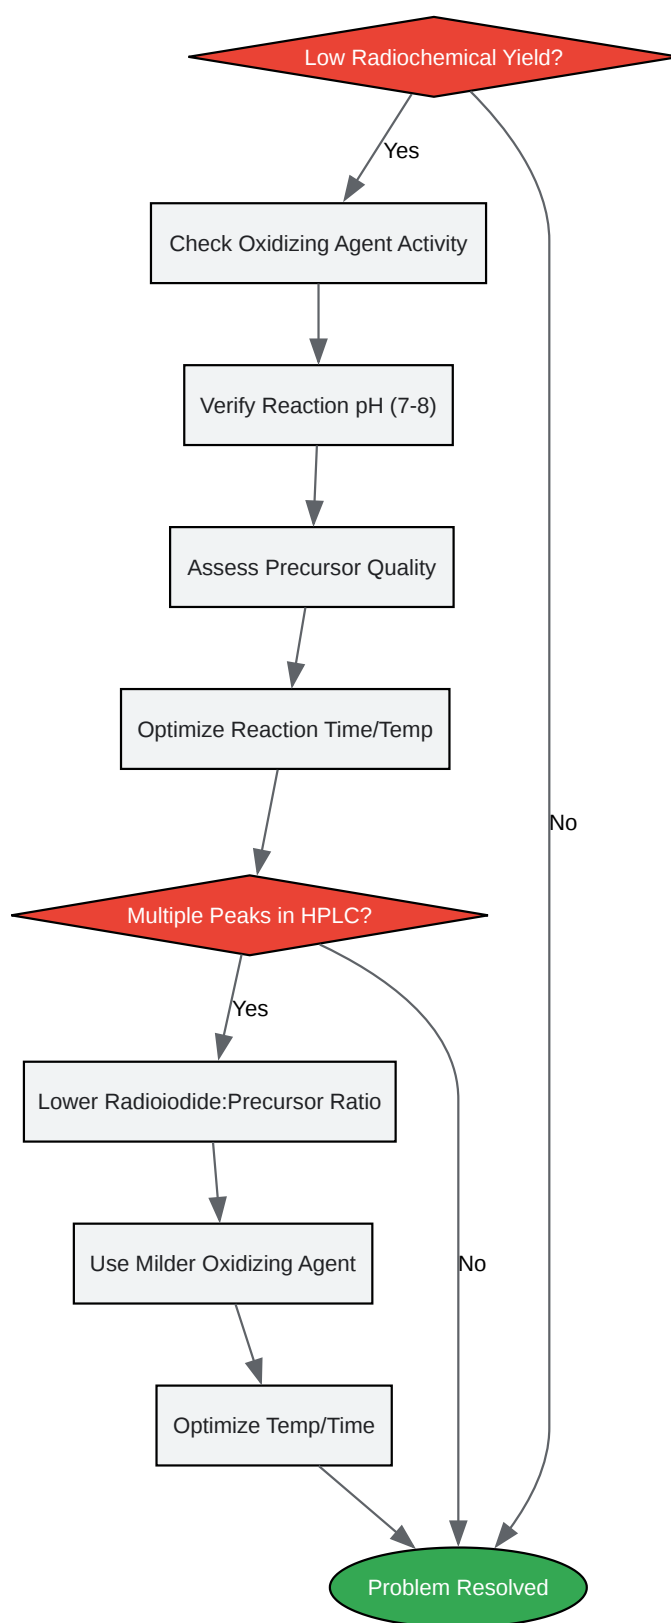 Low Radiochemical Yield?
Yes
Check Oxidizing Agent Activity
Verify Reaction pH (7-8)
Assess Precursor Quality
Optimize Reaction Time/Temp
No
Multiple Peaks in HPLC?
Yes
Lower Radioiodide:Precursor Ratio
Use Milder Oxidizing Agent
No
Optimize Temp/Time
Problem Resolved